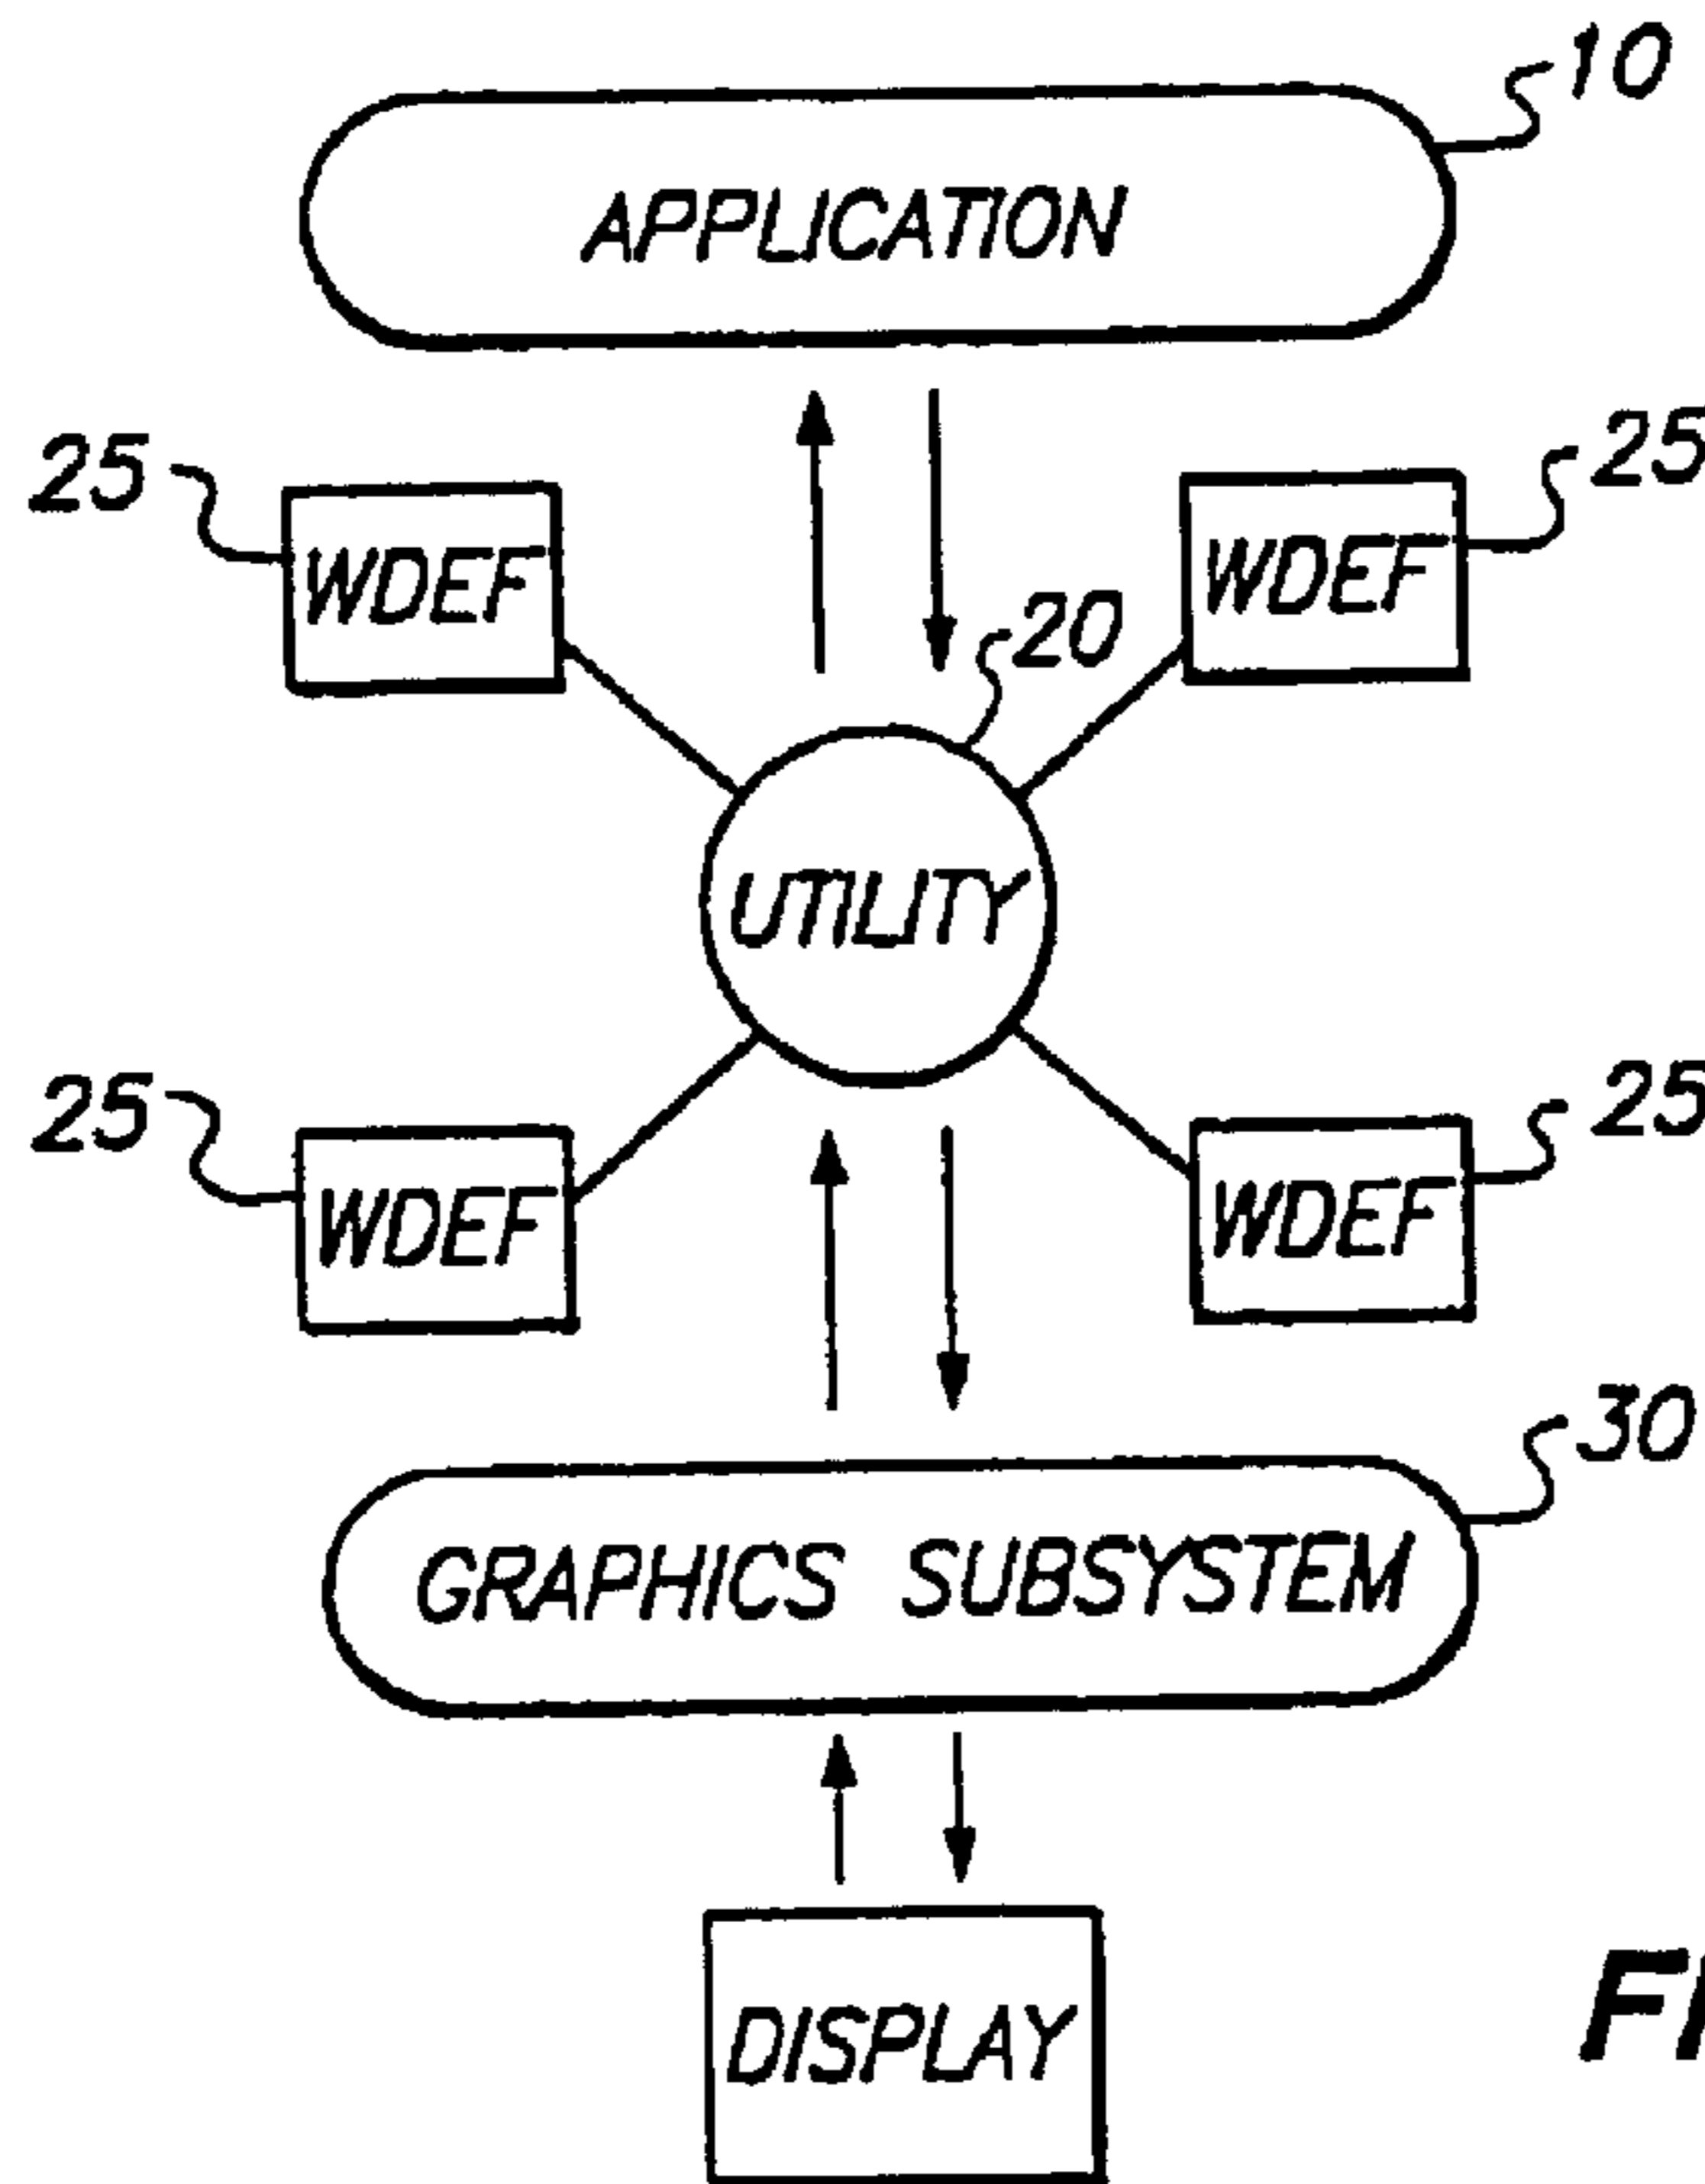 10
APPLICATION
25
25
WDEF
WDEF
20
UTILITY
25
25
WDEF
WDEF
30
GRAPHICS SUBSYSTEM
DISPLAY